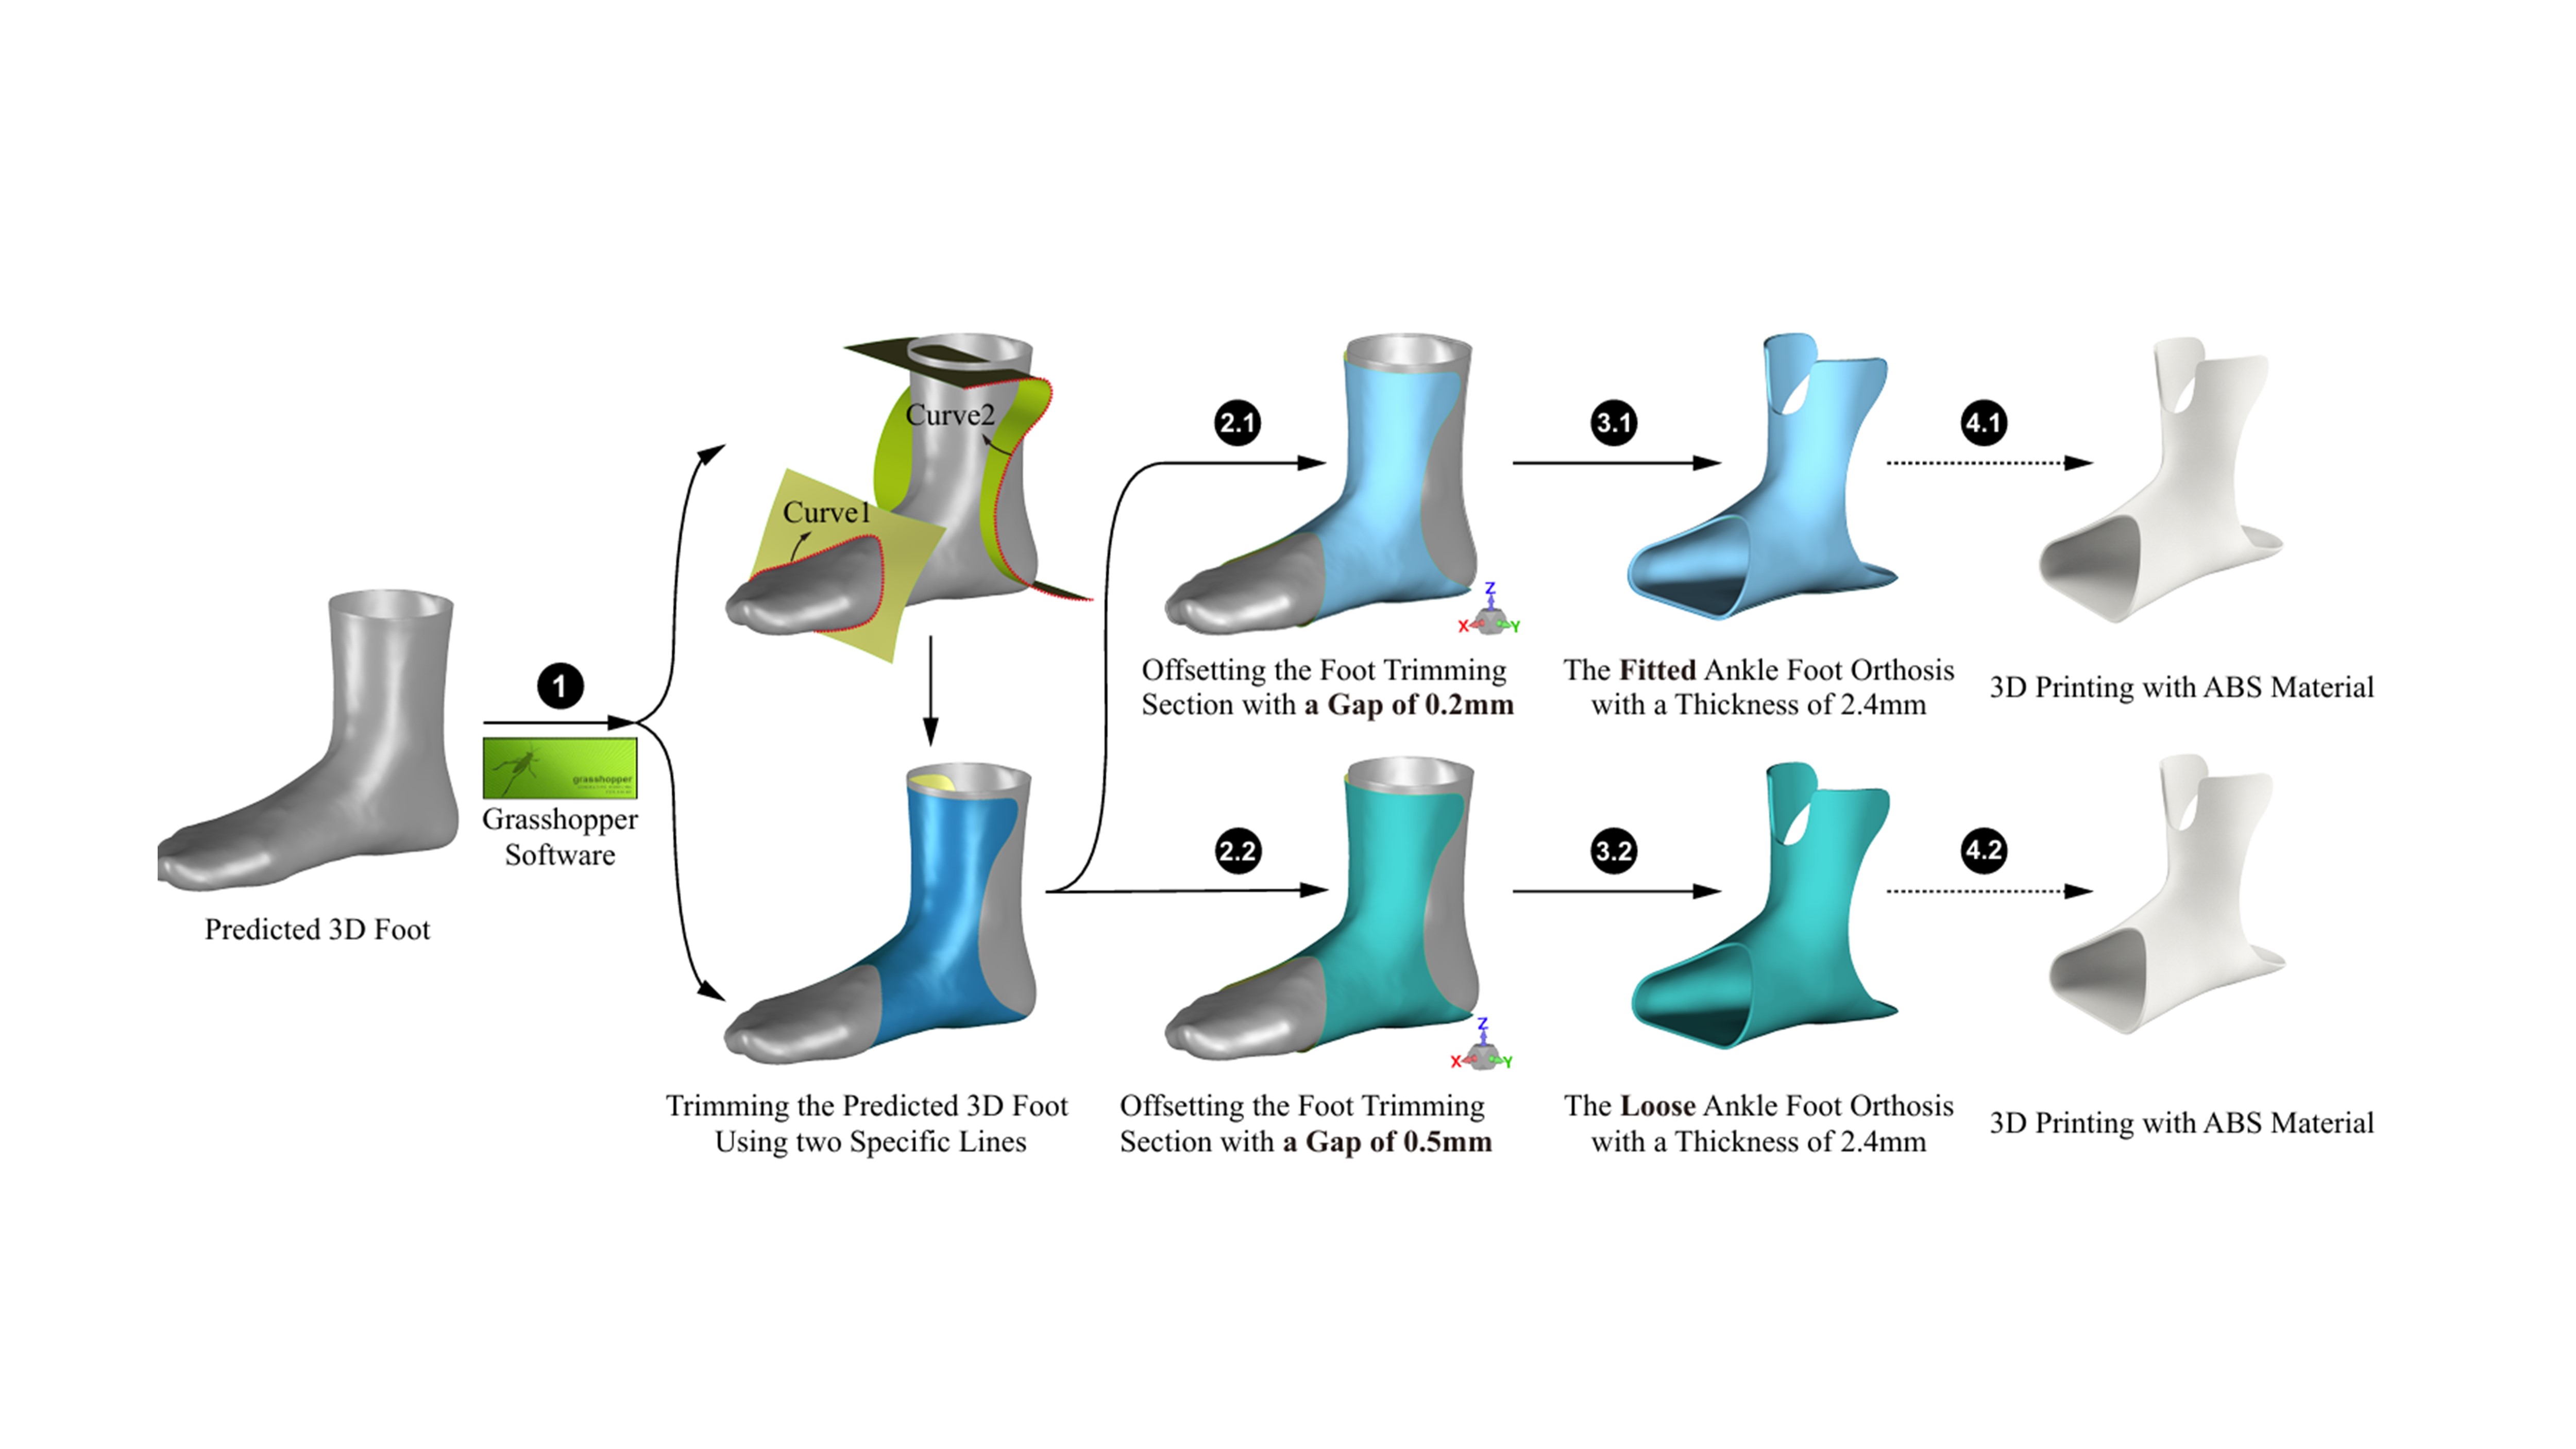 Predicted 3D Foot
1
grasshopper
Grasshopper
Software
Curve1
Curve2
Trimming the Predicted 3D Foot
Using two Specific Lines
2.1
Offsetting the Foot Trimming
Section with a Gap of 0.2mm
Z
X
Y
3.1
The Fitted Ankle Foot Orthosis
with a Thickness of 2.4mm
4.1
3D Printing with ABS Material
2.2
Offsetting the Foot Trimming
Section with a Gap of 0.5mm
Z
X
Y
3.2
The Loose Ankle Foot Orthosis
with a Thickness of 2.4mm
4.2
3D Printing with ABS Material